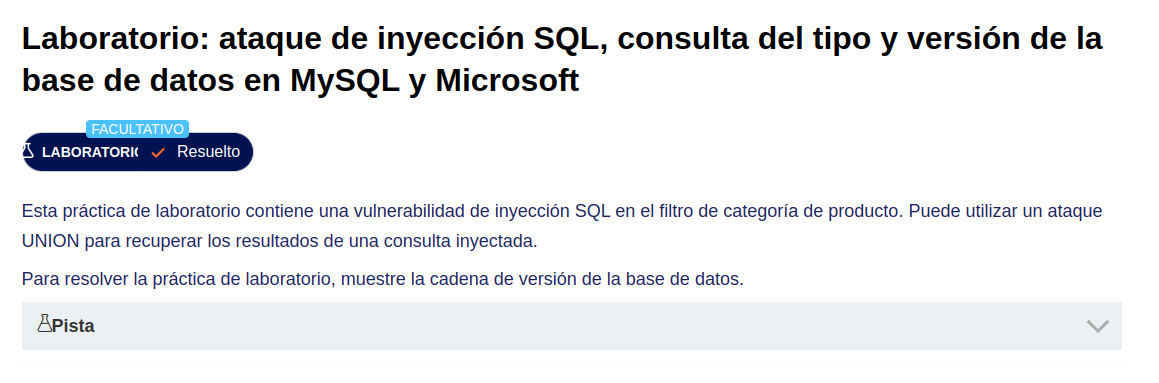 Laboratorio: ataque de inyección SQL, consulta del tipo y versión de la
base de datos en MySQL y Microsoft
FACULTATIVO
LABORATORIO Resuelto
Esta práctica de laboratorio contiene una vulnerabilidad de inyección SQL en el filtro de categoría de producto. Puede utilizar un ataque
UNION para recuperar los resultados de una consulta inyectada.
Para resolver la práctica de laboratorio, muestre la cadena de versión de la base de datos.
Pista